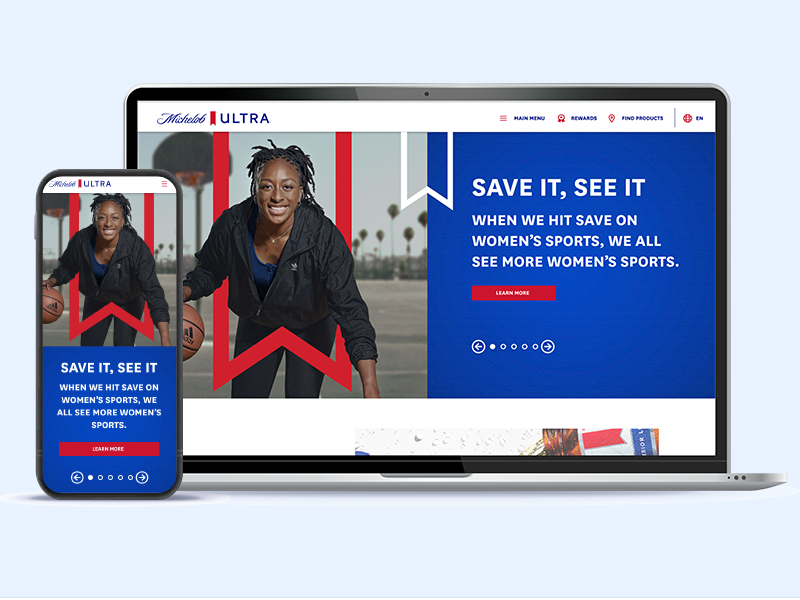 Michelob ULTRA
MAIN MENU
REWARDS
FIND PRODUCTS
EN
SAVE IT, SEE IT
WHEN WE HIT SAVE ON
WOMEN’S SPORTS, WE ALL
SEE MORE WOMEN’S SPORTS.
LEARN MORE
Michelob ULTRA
SAVE IT, SEE IT
WHEN WE HIT SAVE ON
WOMEN’S SPORTS, WE
ALL SEE MORE WOMEN’S
SPORTS.
LEARN MORE